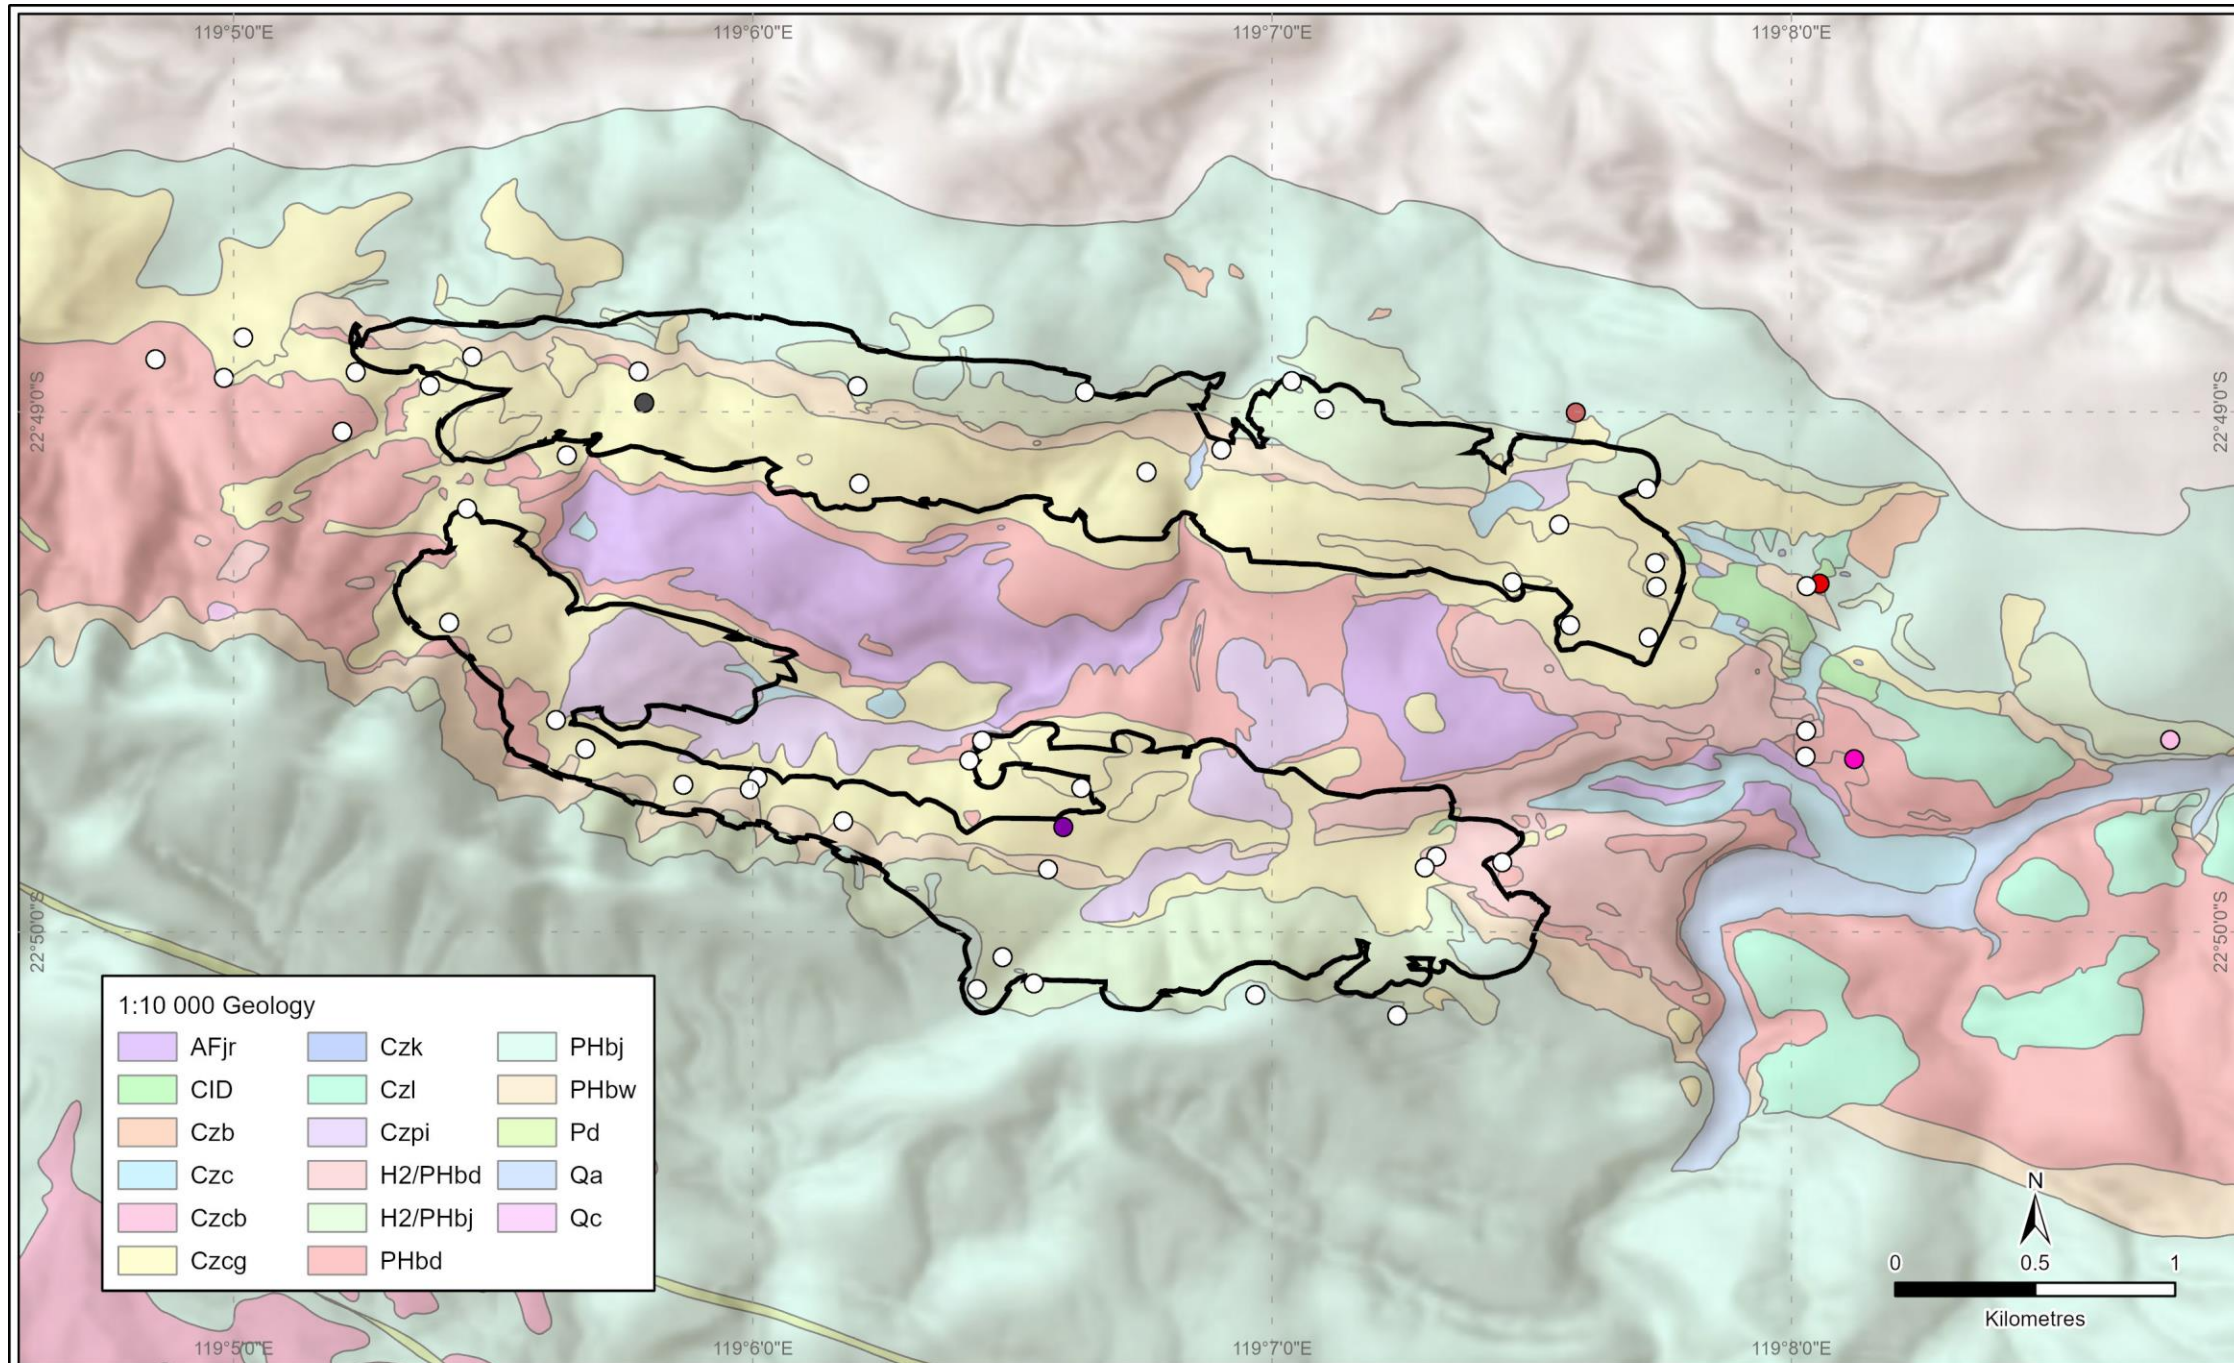 119°5'0"E 119°6'0"E 119°7'0"E 119°8'0"E
22°49'0"S 22°49'0"S
22°50'0"S 22°50'0"S
1:10 000 Geology
AFjr
CID
Czb
Czc
Czcb
Czcg
Czk
Czl
Czpi
H2/PHbd
H2/PHbj
PHbd
PHbj
PHbw
Pd
Qa
Qc
N
0 0.5 1
Kilometres
119°5'0"E 119°6'0"E 119°7'0"E 119°8'0"E